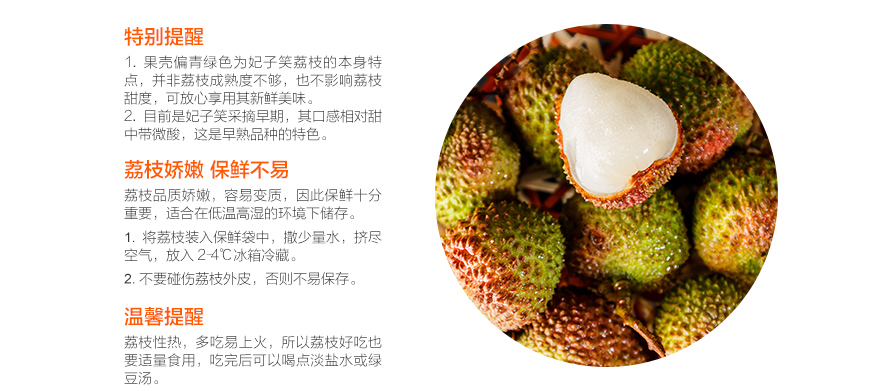 特别提醒
1. 果壳偏青绿色为妃子笑荔枝的本身特
点，并非荔枝成熟度不够，也不影响荔枝
甜度，可放心享用其新鲜美味。
2. 目前是妃子笑采摘早期，其口感相对甜
中带微酸，这是早熟品种的特色。
荔枝娇嫩 保鲜不易
荔枝品质娇嫩，容易变质，因此保鲜十分
重要，适合在低温高湿的环境下储存。
1. 将荔枝装入保鲜袋中，撒少量水，挤尽
空气，放入 2-4℃冰箱冷藏。
2. 不要碰伤荔枝外皮，否则不易保存。
温馨提醒
荔枝性热，多吃易上火，所以荔枝好吃也
要适量食用，吃完后可以喝点淡盐水或绿
豆汤。